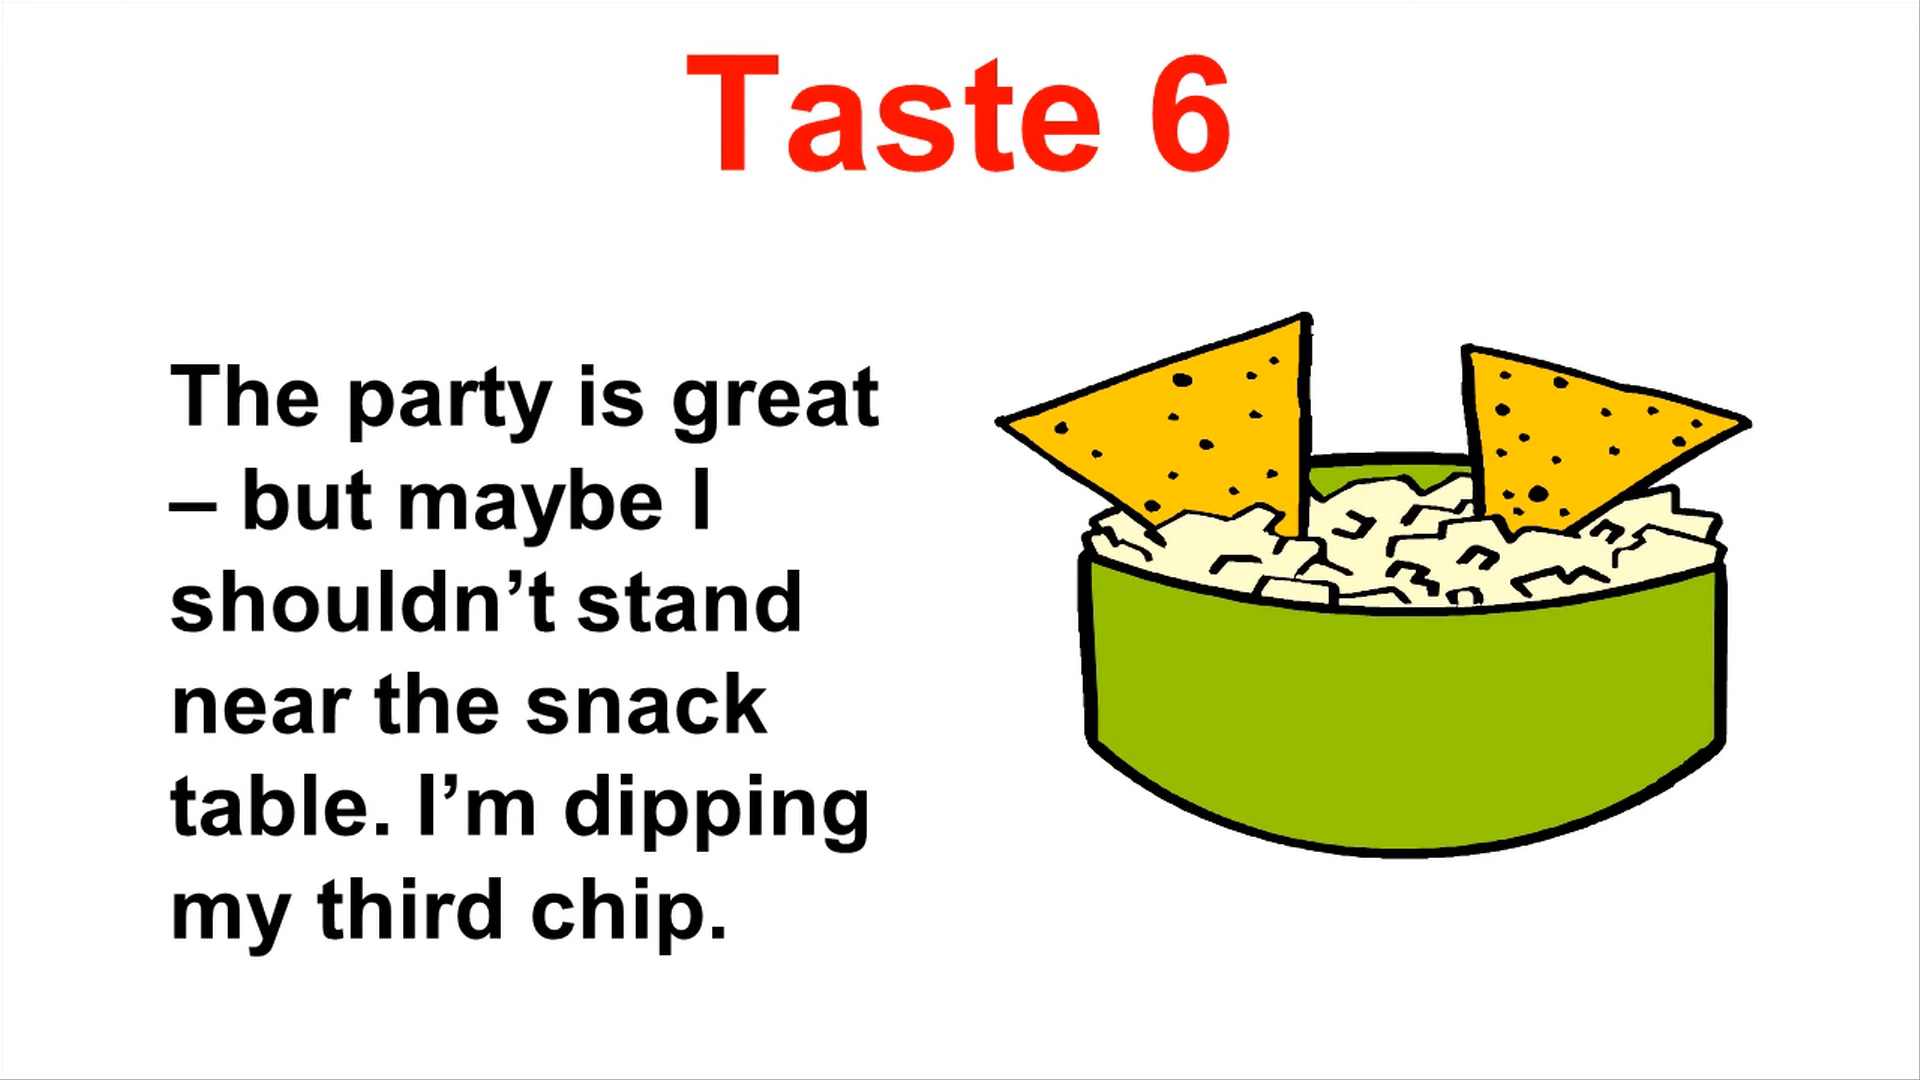 Taste 6
The party is great
– but maybe I
shouldn’t stand
near the snack
table. I’m dipping
my third chip.